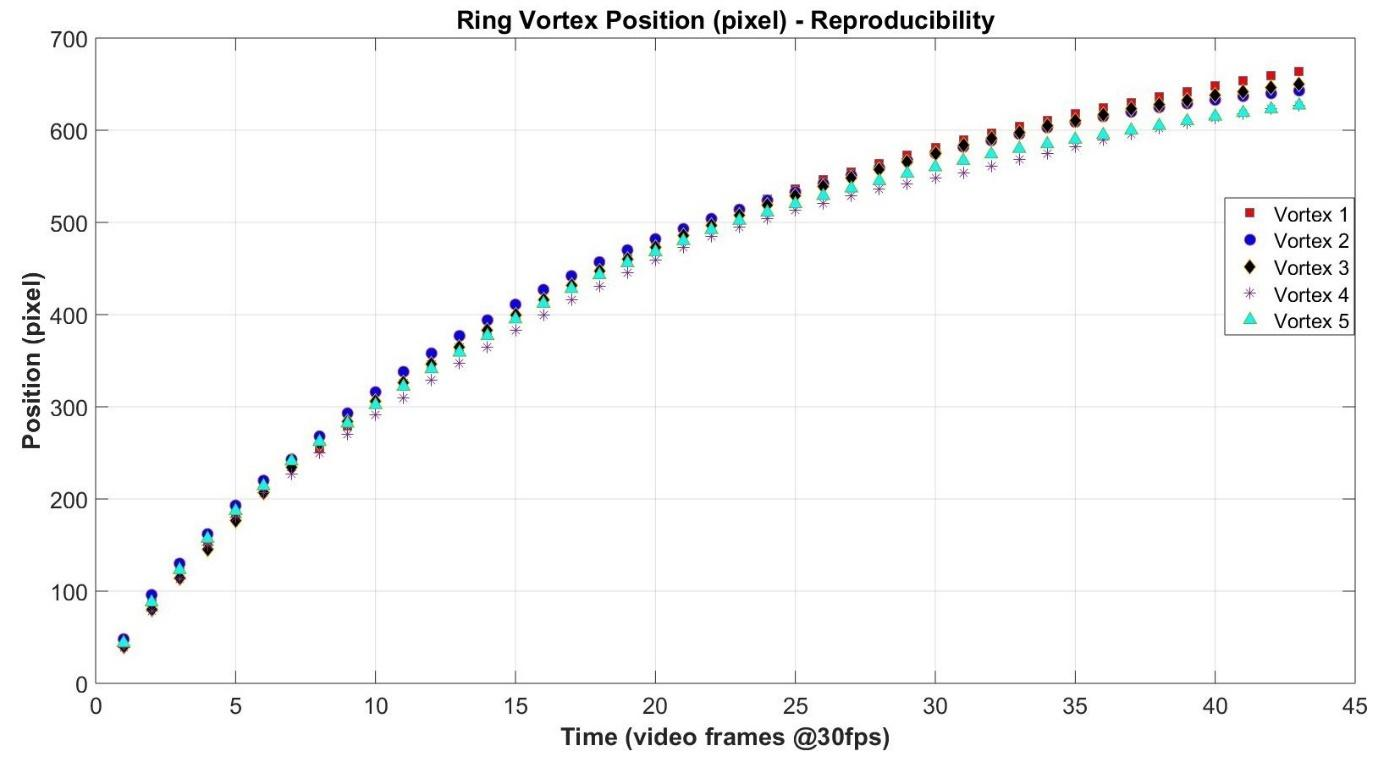 Ring Vortex Position (pixel) - Reproducibility
700
600
500
400
300
200
100
0
Position (pixel)
Vortex 1
Vortex 2
Vortex 3
Vortex 4
Vortex 5
0 5 10 15 20 25 30 35 40 45
Time (video frames @30fps)